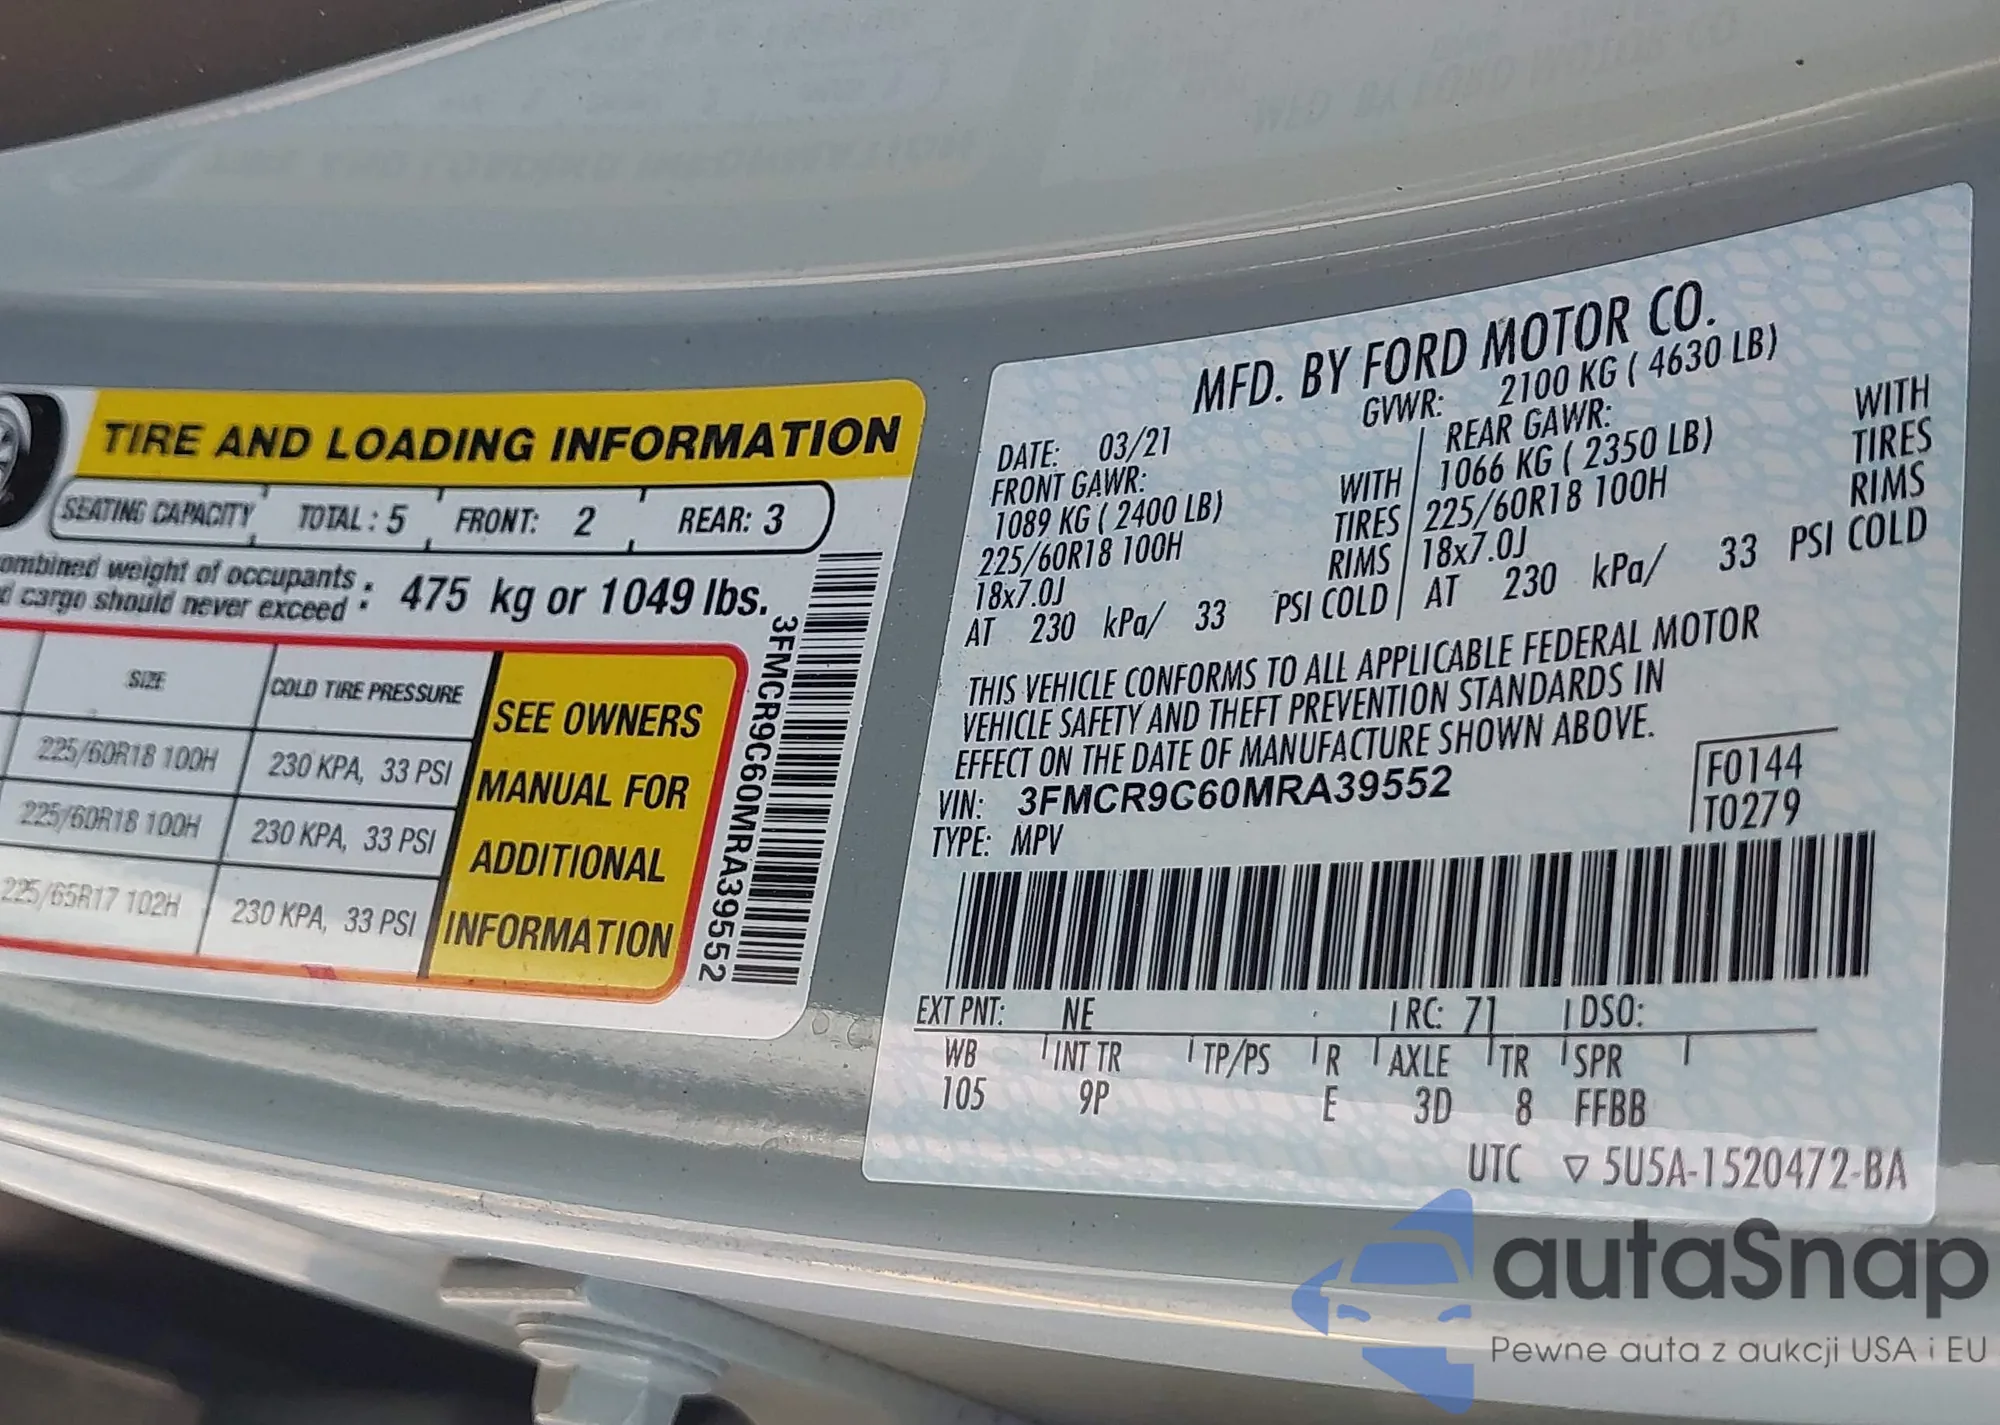 TIRE AND LOADING INFORMATION
SEATING CAPACITY TOTAL : 5 FRONT: 2 REAR: 3
combined weight of occupants
cargo should never exceed : 475 kg or 1049 lbs.
SIZE COLD TIRE PRESSURE
225/60R18 100H 230 KPA, 33 PSI
225/60R18 100H 230 KPA, 33 PSI
225/65R17 102H 230 KPA, 33 PSI
SEE OWNERS
MANUAL FOR
ADDITIONAL
INFORMATION
3FMCR9C60MRA39552
MFD. BY FORD MOTOR CO.
DATE: 03/21 GVWR: 2100 KG ( 4630 LB)
FRONT GAWR: REAR GAWR:
1089 KG ( 2400 LB) WITH 1066 KG ( 2350 LB) WITH
225/60R18 100H TIRES 225/60R18 100H TIRES
18x7.0J RIMS 18x7.0J RIMS
AT 230 kPa/ 33 PSI COLD AT 230 kPa/ 33 PSI COLD
THIS VEHICLE CONFORMS TO ALL APPLICABLE FEDERAL MOTOR
VEHICLE SAFETY AND THEFT PREVENTION STANDARDS IN
EFFECT ON THE DATE OF MANUFACTURE SHOWN ABOVE.
VIN: 3FMCR9C60MRA39552 F0144
TYPE: MPV T0279
EXT PNT: NE RC: 71 DSO:
WB INT TR TP/PS R AXLE TR SPR
105 9P E 3D 8 FFBB
UTC ▽ 5U5A-1520472-BA
autaSnap
Pewne auta z aukcji USA i EU